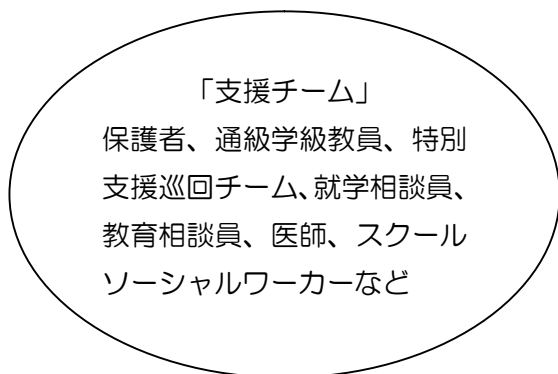 「支援チーム」
保護者、通級学級教員、特別
支援巡回チーム、就学相談員、
教育相談員、医師、スクール
ソーシャルワーカーなど